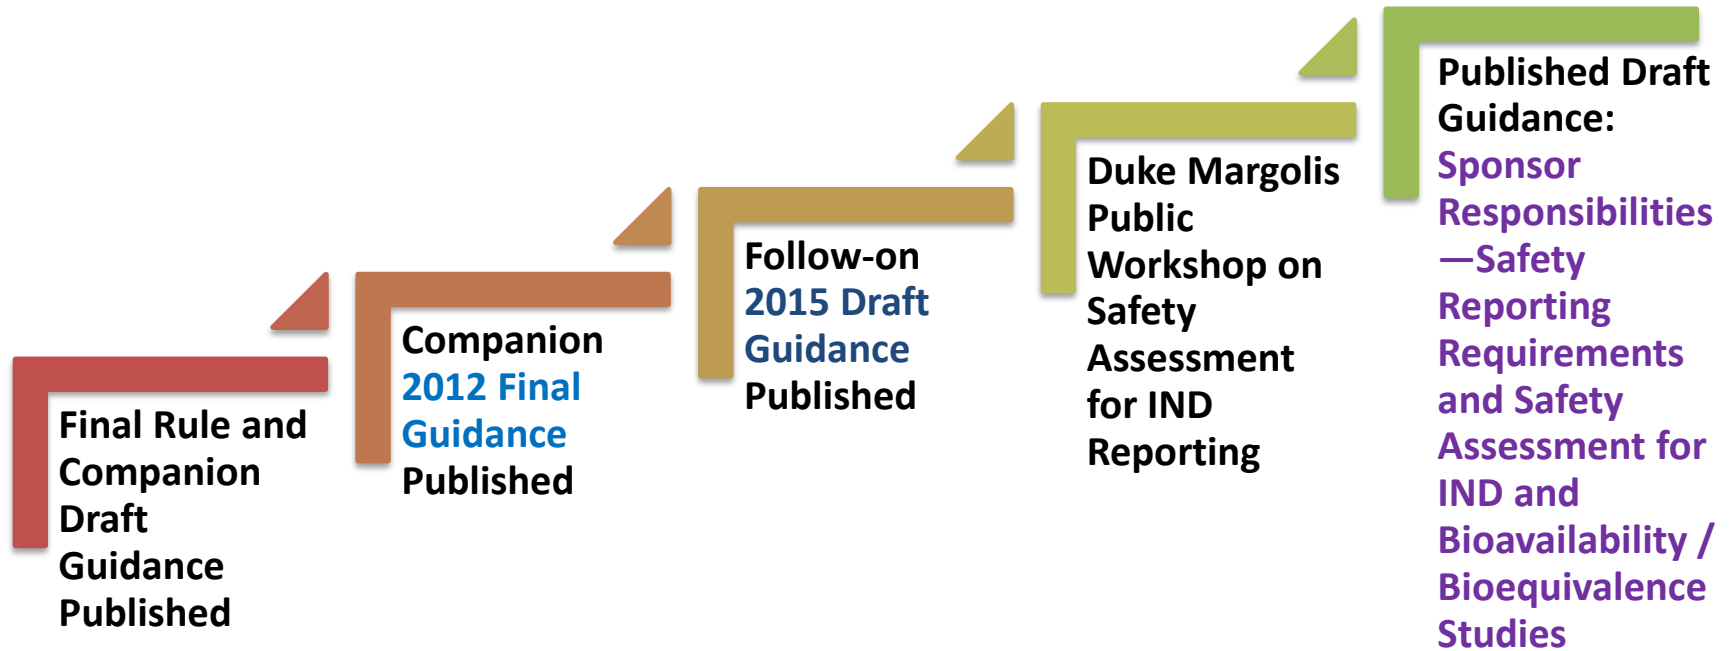 Final Rule and
Companion
Draft
Guidance
Published
Companion
2012 Final
Guidance
Published
Follow-on
2015 Draft
Guidance
Published
Duke Margolis
Public
Workshop on
Safety
Assessment
for IND
Reporting
Published Draft
Guidance:
Sponsor
Responsibilities
—Safety
Reporting
Requirements
and Safety
Assessment for
IND and
Bioavailability /
Bioequivalence
Studies